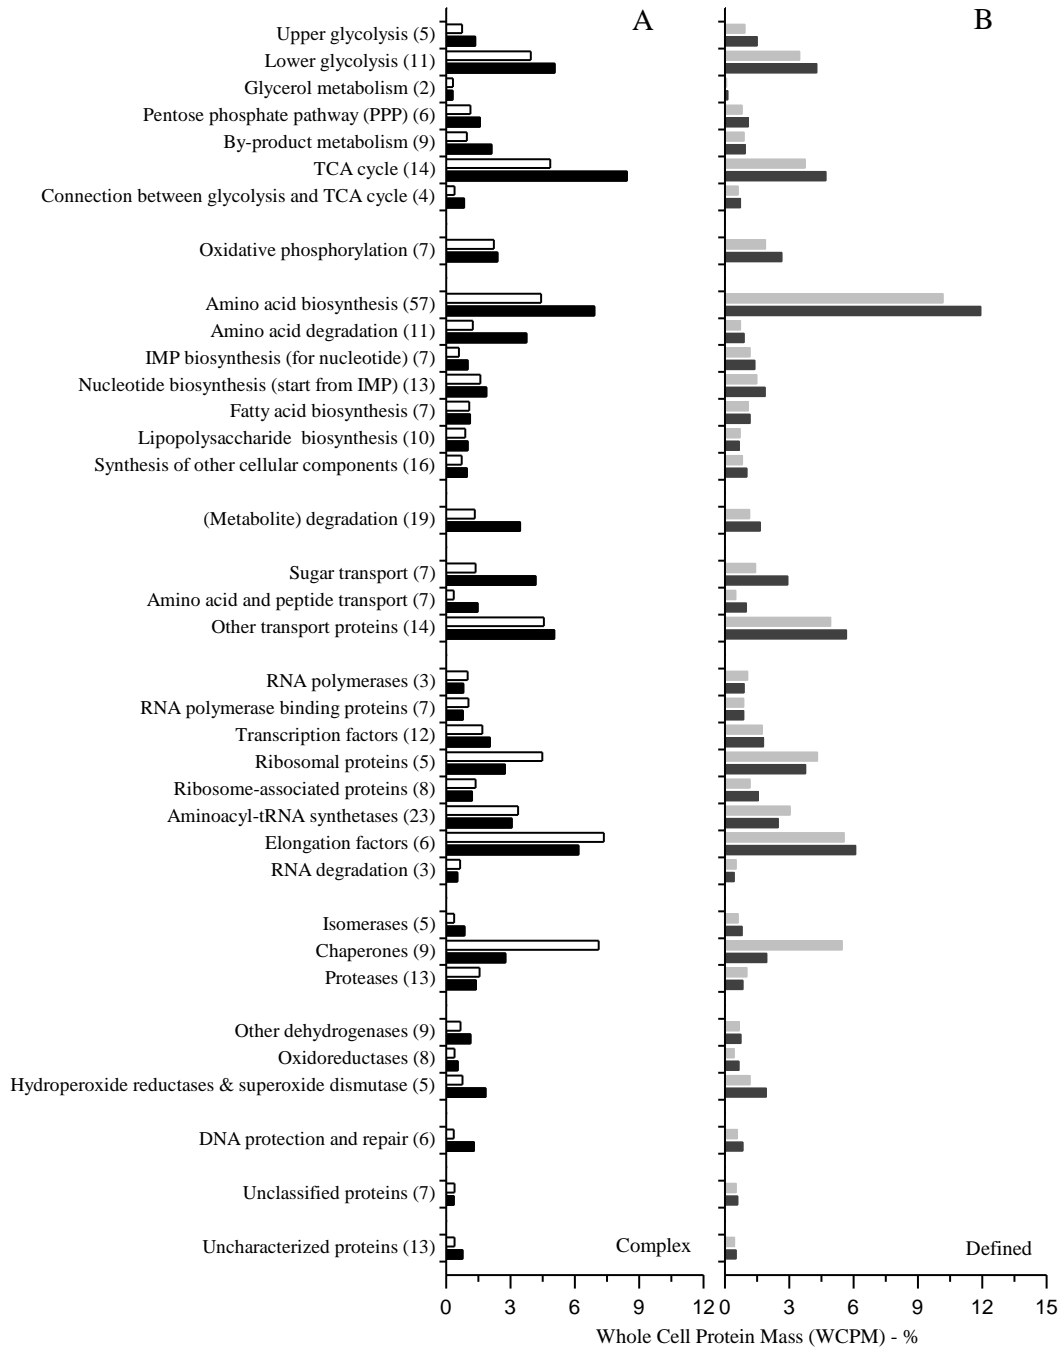 A
B
Upper glycolysis (5)
Lower glycolysis (11)
Glycerol metabolism (2)
Pentose phosphate pathway (PPP) (6)
By-product metabolism (9)
TCA cycle (14)
Connection between glycolysis and TCA cycle (4)
Oxidative phosphorylation (7)
Amino acid biosynthesis (57)
Amino acid degradation (11)
IMP biosynthesis (for nucleotide) (7)
Nucleotide biosynthesis (start from IMP) (13)
Fatty acid biosynthesis (7)
Lipopolysaccharide biosynthesis (10)
Synthesis of other cellular components (16)
(Metabolite) degradation (19)
Sugar transport (7)
Amino acid and peptide transport (7)
Other transport proteins (14)
RNA polymerases (3)
RNA polymerase binding proteins (7)
Transcription factors (12)
Ribosomal proteins (5)
Ribosome-associated proteins (8)
Aminoacyl-tRNA synthetases (23)
Elongation factors (6)
RNA degradation (3)
Isomerases (5)
Chaperones (9)
Proteases (13)
Other dehydrogenases (9)
Oxidoreductases (8)
Hydroperoxide reductases & superoxide dismutase (5)
DNA protection and repair (6)
Unclassified proteins (7)
Uncharacterized proteins (13)
Complex
Defined
0 3 6 9 12 0 3 6 9 12 15
Whole Cell Protein Mass (WCPM) - %